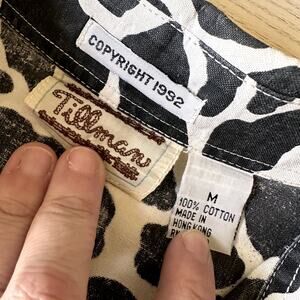 COPYRIGHT 1992
Tillman
M
100% COTTON
MADE IN
HONG KONG